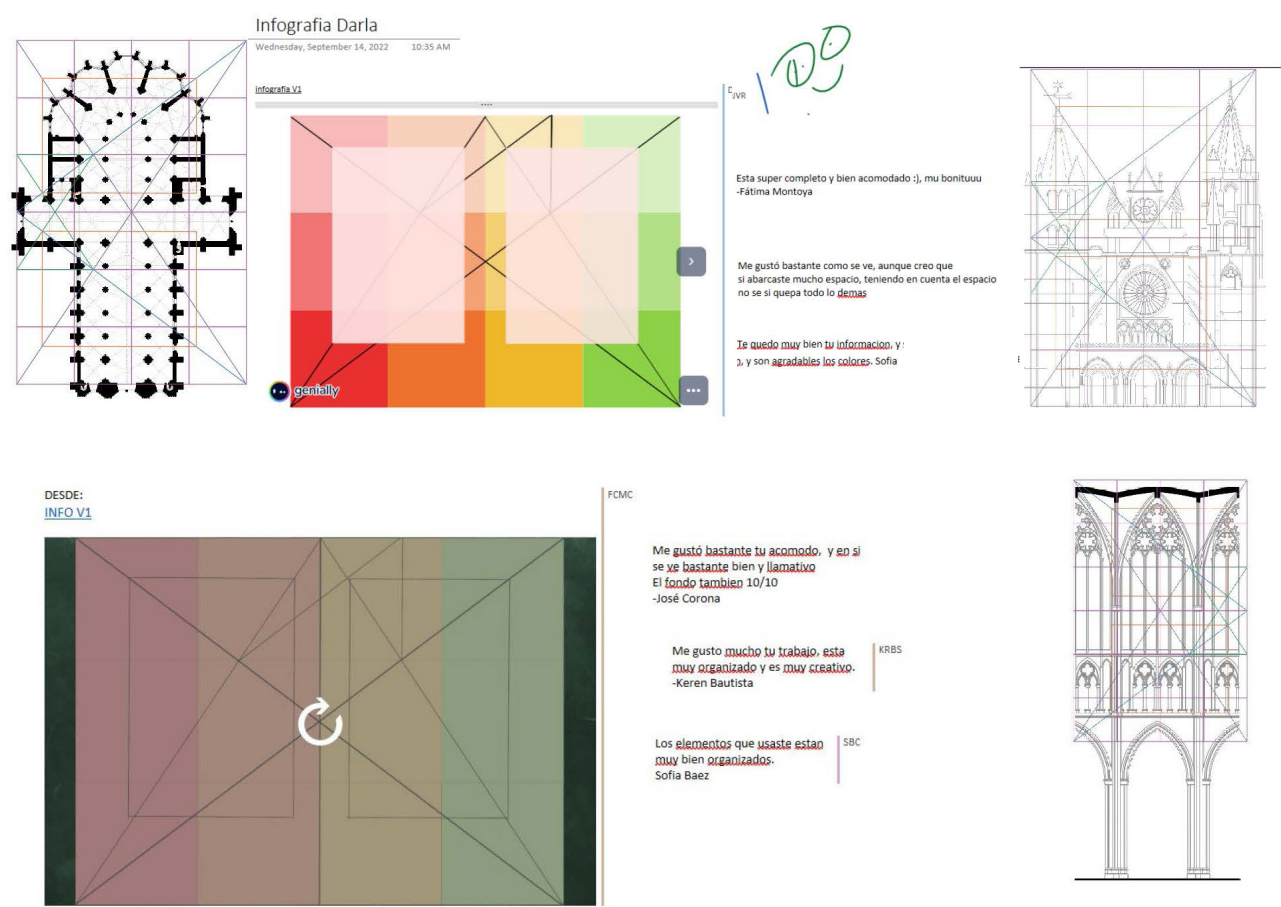 Infografia Darla
Wednesday, September 14, 2022 10:35 AM
infografia V1
JVR
Esta super completo y bien acomodado :), mu bonituuu
-Fátima Montoya
Me gustó bastante como se ve, aunque creo que
si abarcaste mucho espacio, teniendo en cuenta el espacio
no se si quepa todo lo demas
Te quedo muy bien tu informacion, y
, y son agradables los colores. Sofia
genially
DESDE:
INFO V1
FCMC
Me gustó bastante tu acomodo, y en si
se ve bastante bien y llamativo
El fondo tambien 10/10
-José Corona
Me gusto mucho tu trabajo, esta
muy organizado y es muy creativo.
-Keren Bautista
KRBS
Los elementos que usaste estan
muy bien organizados.
Sofia Baez
SBC